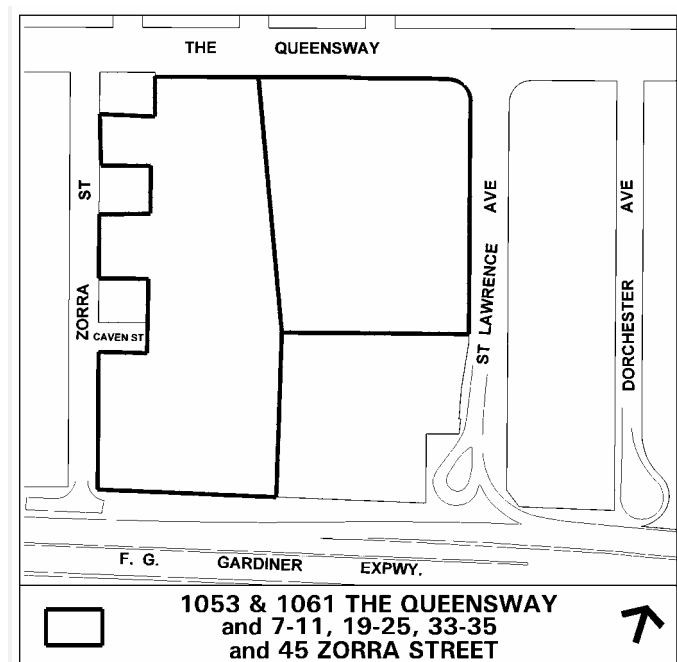 THE QUEENSWAY
ZORRA ST
CAVEN ST
ST LAWRENCE AVE
DORCHESTER AVE
F. G. GARDINER EXPWY.
1053 & 1061 THE QUEENSWAY
and 7-11, 19-25, 33-35
and 45 ZORRA STREET